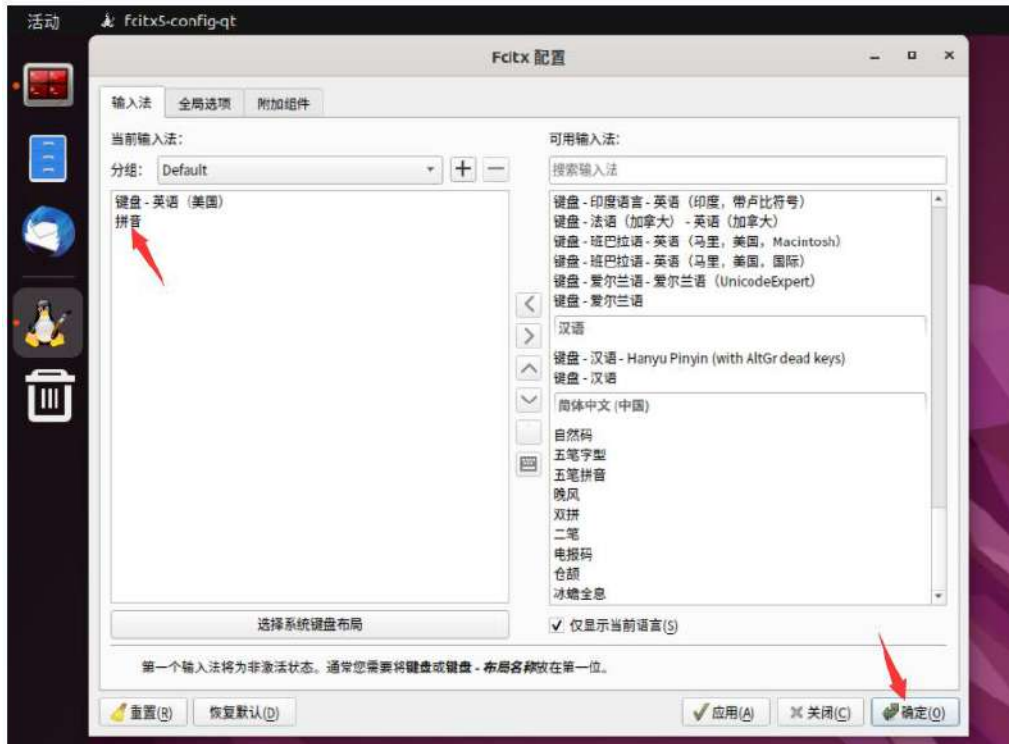 活动 Fcitx5-config-qt
Fcitx 配置
输入法 全局选项 附加组件
当前输入法：
分组： Default
键盘 - 英语（美国）
拼音
选择系统键盘布局
可用输入法：
搜索输入法
键盘 - 印度语言 - 英语（印度，带卢比符号）
键盘 - 法语（加拿大） - 英语（加拿大）
键盘 - 班巴拉语 - 英语（马里，美国，Macintosh）
键盘 - 班巴拉语 - 英语（马里，美国，国际）
键盘 - 爱尔兰语 - 爱尔兰语（UnicodeExpert）
键盘 - 爱尔兰语
汉语
键盘 - 汉语 - Hanyu Pinyin (with AltGr dead keys)
键盘 - 汉语
简体中文 (中国)
自然码
五笔字型
五笔拼音
晚风
双拼
二笔
电报码
仓颉
冰蟾全息
仅显示当前语言(S)
第一个输入法将为非激活状态。通常您需要将键盘或键盘 - 布局名称放在第一位。
重置(R) 恢复默认(D) 应用(A) 关闭(C) 确定(O)